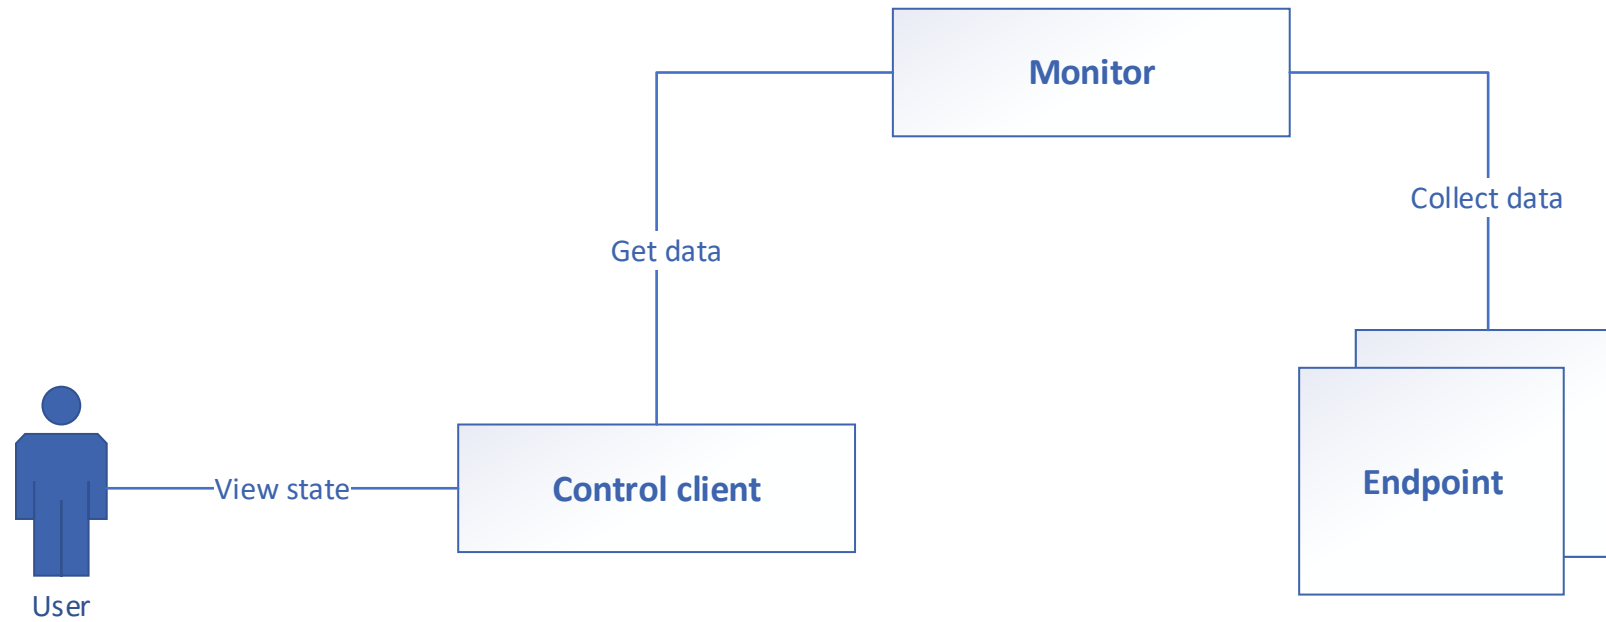 Monitor
Collect data
Get data
View state
Control client
Endpoint
User